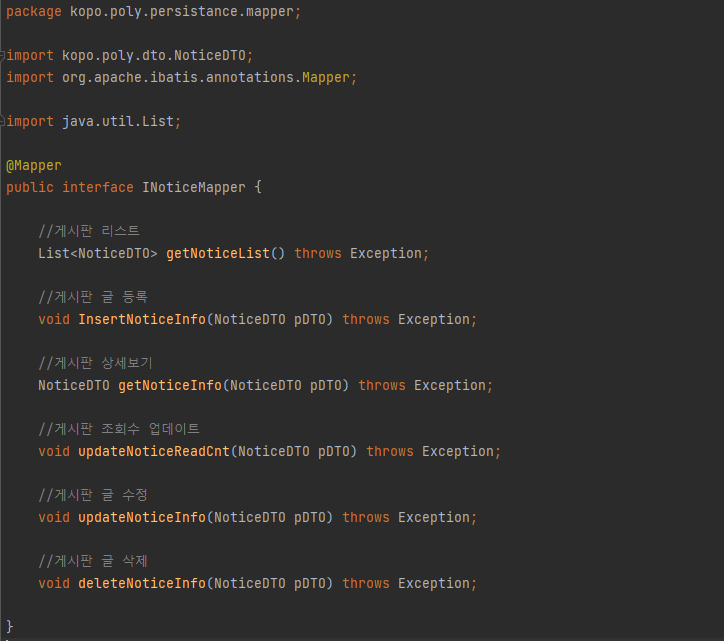 package kopo.poly.persistance.mapper;
import kopo.poly.dto.NoticeDTO;
import org.apache.ibatis.annotations.Mapper;
import java.util.List;
@Mapper
public interface INoticeMapper {
//게시판 리스트
List<NoticeDTO> getNoticeList() throws Exception;
//게시판 글 등록
void InsertNoticeInfo(NoticeDTO pDTO) throws Exception;
//게시판 상세보기
NoticeDTO getNoticeInfo(NoticeDTO pDTO) throws Exception;
//게시판 조회수 업데이트
void updateNoticeReadCnt(NoticeDTO pDTO) throws Exception;
//게시판 글 수정
void updateNoticeInfo(NoticeDTO pDTO) throws Exception;
//게시판 글 삭제
void deleteNoticeInfo(NoticeDTO pDTO) throws Exception;
}